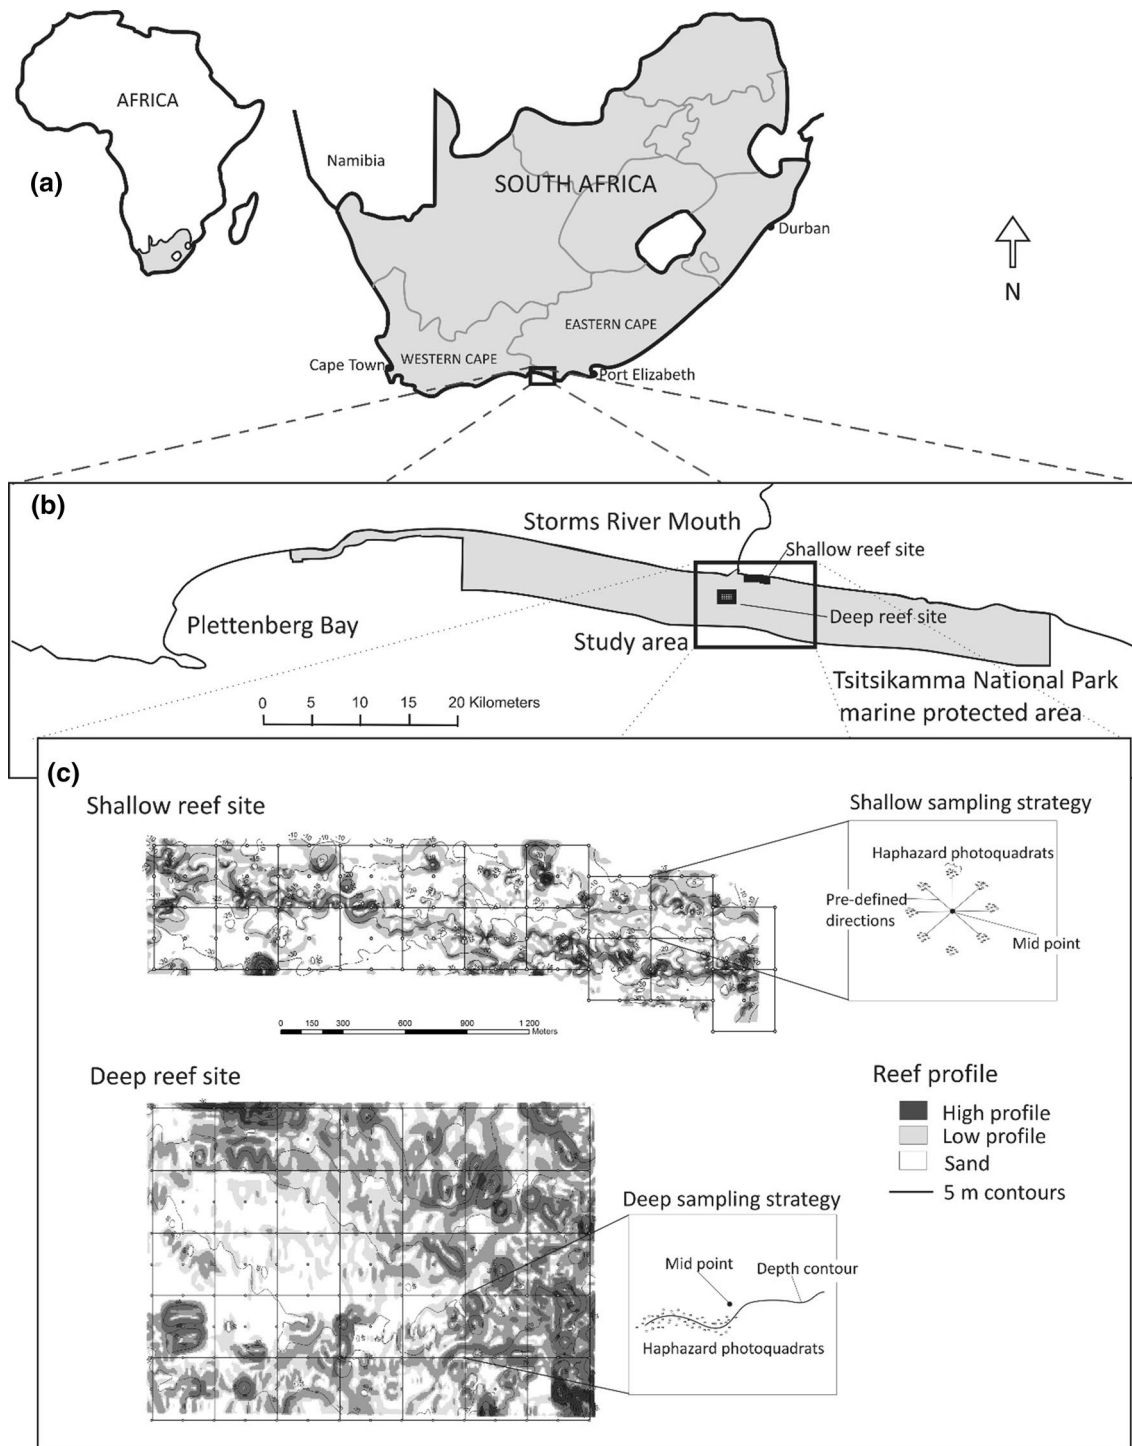 AFRICA
(a)
Namibia
SOUTH AFRICA
Durban
N
EASTERN CAPE
WESTERN CAPE
Cape Town
Port Elizabeth
(b)
Storms River Mouth
Shallow reef site
Plettenberg Bay
Deep reef site
Study area
Tsitsikamma National Park
marine protected area
0 5 10 15 20 Kilometers
(c)
Shallow reef site
Shallow sampling strategy
Haphazard photoquadrats
Pre-defined
directions
Mid point
0 150 300 600 900 1 200
Meters
Deep reef site
Reef profile
High profile
Low profile
Sand
5 m contours
Deep sampling strategy
Mid point
Depth contour
Haphazard photoquadrats